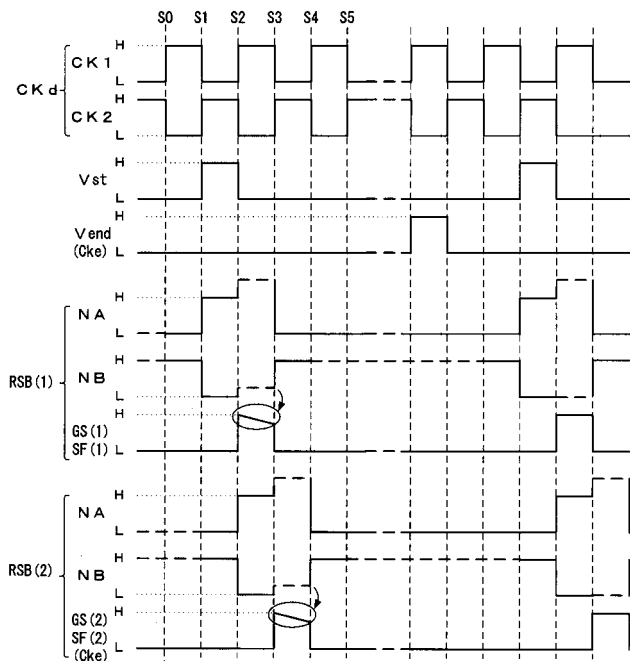 S0 S1 S2 S3 S4 S5
CKd
H
CK1
L
H
CK2
L
H
Vst
L
H
Vend
(Cke)
L
RSB(1)
H
NA
L
H
NB
L
H
GS(1)
SF(1)
L
RSB(2)
H
NA
L
H
NB
L
H
GS(2)
SF(2)
(Cke)
L